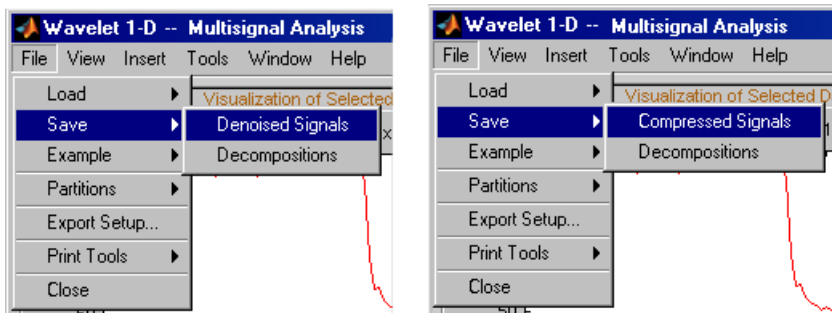 Wavelet 1-D -- Multisignal Analysis
File View Insert Tools Window Help
Load
Visualization of Selected
Save
Denoised Signals
Example
Decompositions
Partitions
Export Setup...
Print Tools
Close
Wavelet 1-D -- Multisignal Analysis
File View Insert Tools Window Help
Load
Visualization of Selected D
Save
Compressed Signals
Example
Decompositions
Partitions
Export Setup...
Print Tools
Close